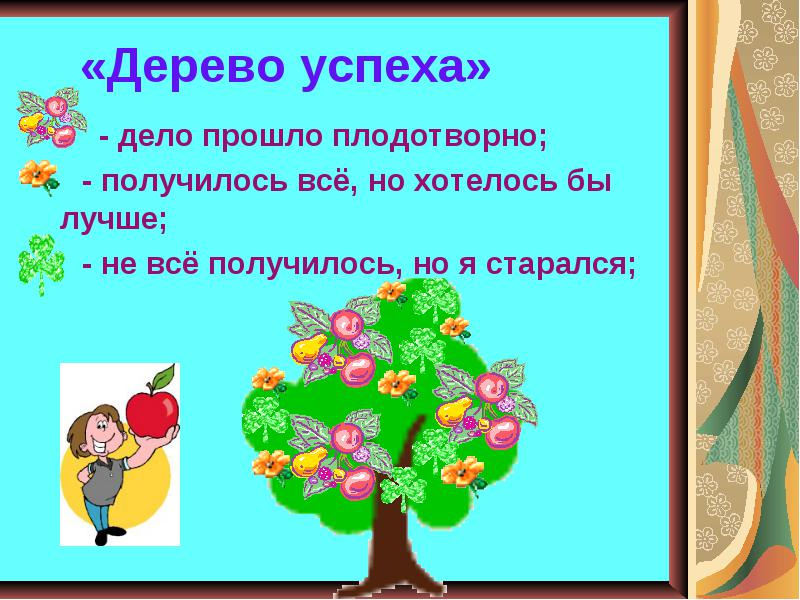 «Дерево успеха»
- дело прошло плодотворно;
- получилось всё, но хотелось бы
лучше;
- не всё получилось, но я старался;